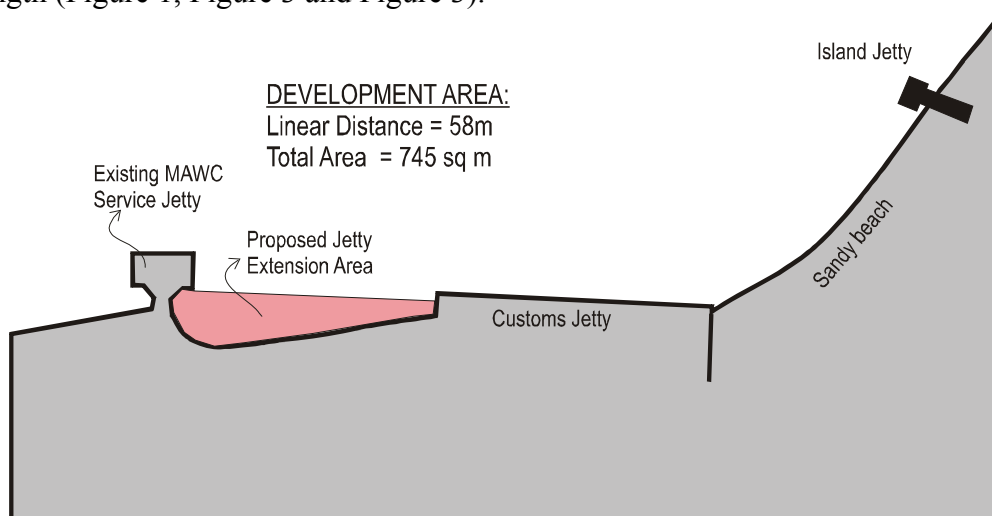 ngth (Figure 1, Figure 3 and Figure 5).
Island Jetty
DEVELOPMENT AREA:
Linear Distance = 58m
Total Area = 745 sq m
Existing MAWC
Service Jetty
Proposed Jetty
Extension Area
Sandy beach
Customs Jetty